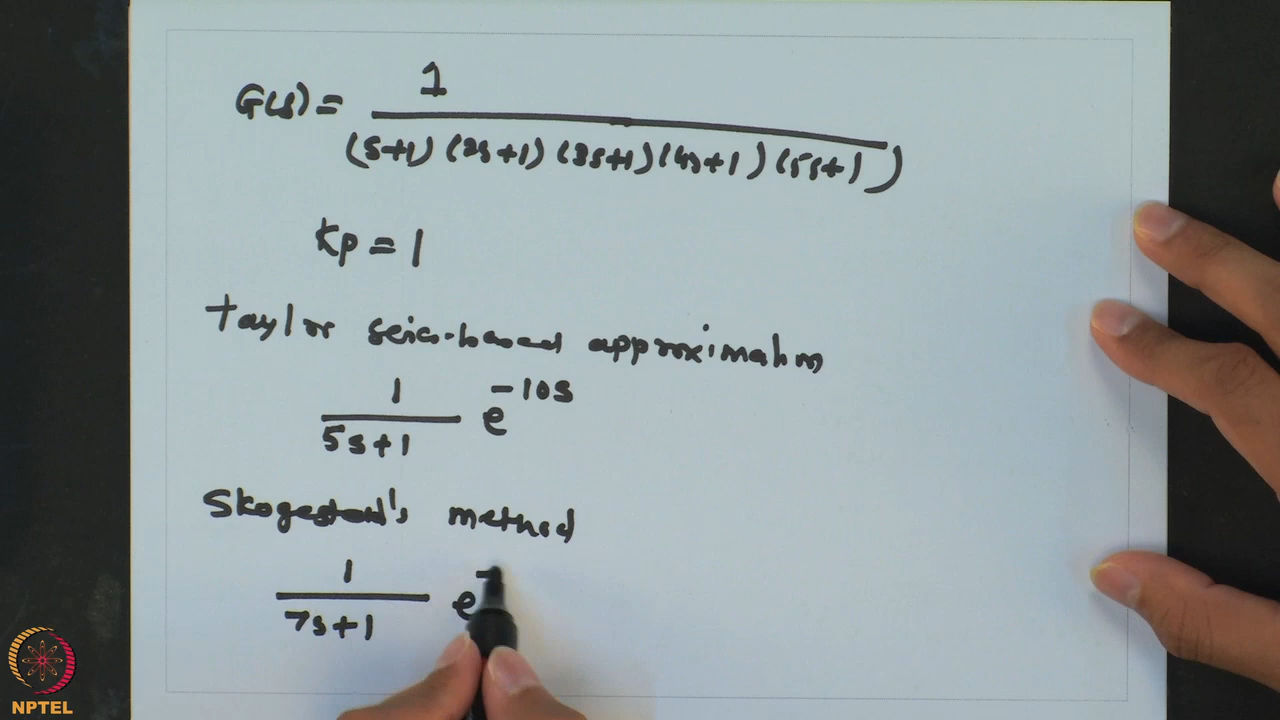 G(s) = 1
(s+1) (2s+1) (3s+1) (4s+1) (5s+1)
Kp = 1
Taylor seies-based approximation
1 e^-10s
5s+1
Skogestad's method
1 e^-
7s+1
NPTEL